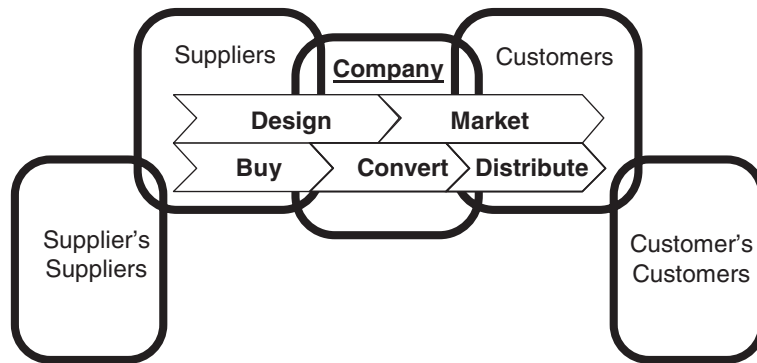 Suppliers
Company
Customers
Design
Market
Buy
Convert
Distribute
Supplier’s
Suppliers
Customer’s
Customers